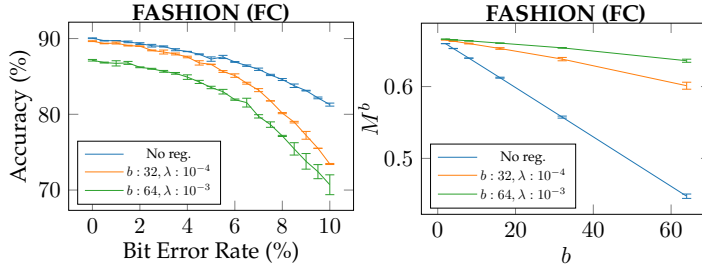 FASHION (FC)
Accuracy (%)
90
80
70
No reg.
b : 32, λ : 10⁻⁴
b : 64, λ : 10⁻³
0 2 4 6 8 10
Bit Error Rate (%)
FASHION (FC)
Mᵇ
0.6
0.5
No reg.
b : 32, λ : 10⁻⁴
b : 64, λ : 10⁻³
0 20 40 60
b